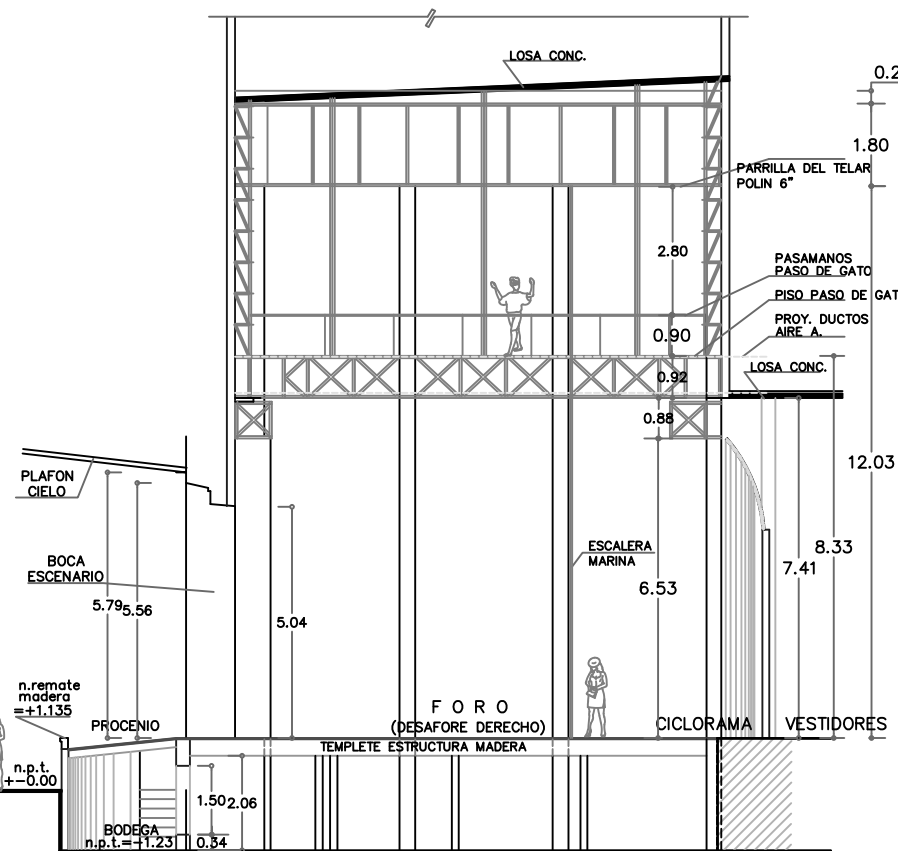 LOSA CONC.
0.2
1.80
PARRILLA DEL TELAR
POLIN 6"
2.80
PASAMANOS
PASO DE GATO
PISO PASO DE GAT
0.90
PROY. DUCTOS
AIRE A.
LOSA CONC.
0.92
0.88
12.03
PLAFON
CIELO
BOCA
ESCENARIO
ESCALERA
MARINA
8.33
7.41
6.53
5.79
5.56
5.04
n.remate
madera
=+1.135
PROCENIO
F O R O
(DESAFORE DERECHO)
CICLORAMA
VESTIDORES
TEMPLETE ESTRUCTURA MADERA
n.p.t.
+-0.00
1.50
2.06
BODEGA
n.p.t.=-1.23
0.34